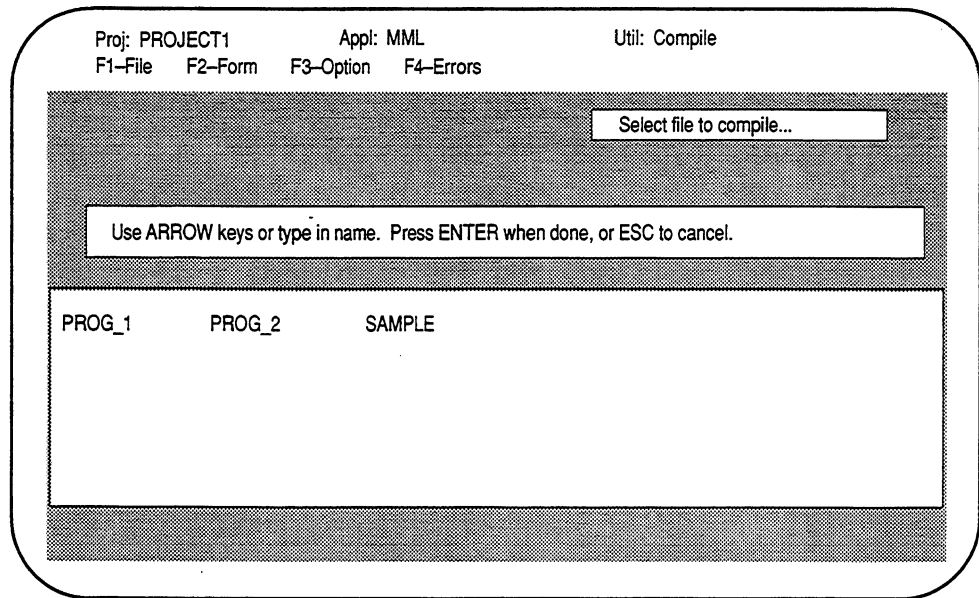 Proj: PROJECT1 Appl: MML Util: Compile
F1–File F2–Form F3–Option F4–Errors
Select file to compile...
Use ARROW keys or type in name. Press ENTER when done, or ESC to cancel.
PROG_1 PROG_2 SAMPLE